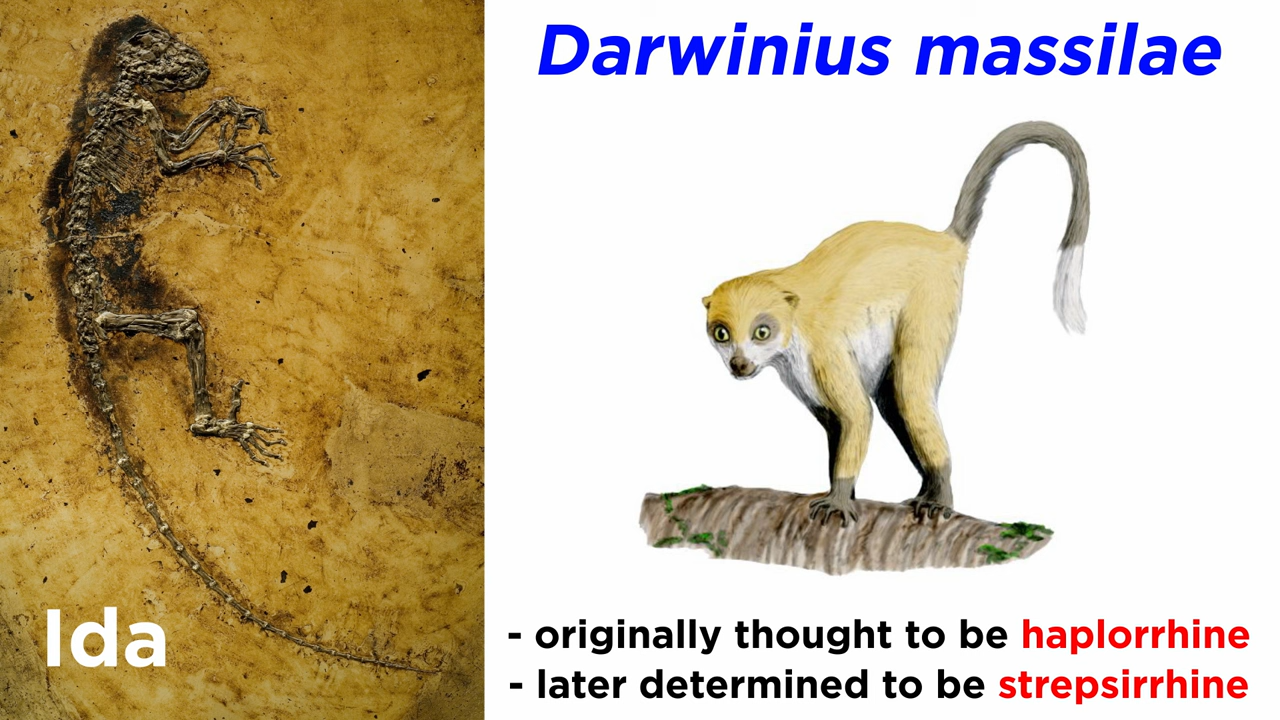 Darwinius massilae
Ida
- originally thought to be haplorrhine
- later determined to be strepsirrhine